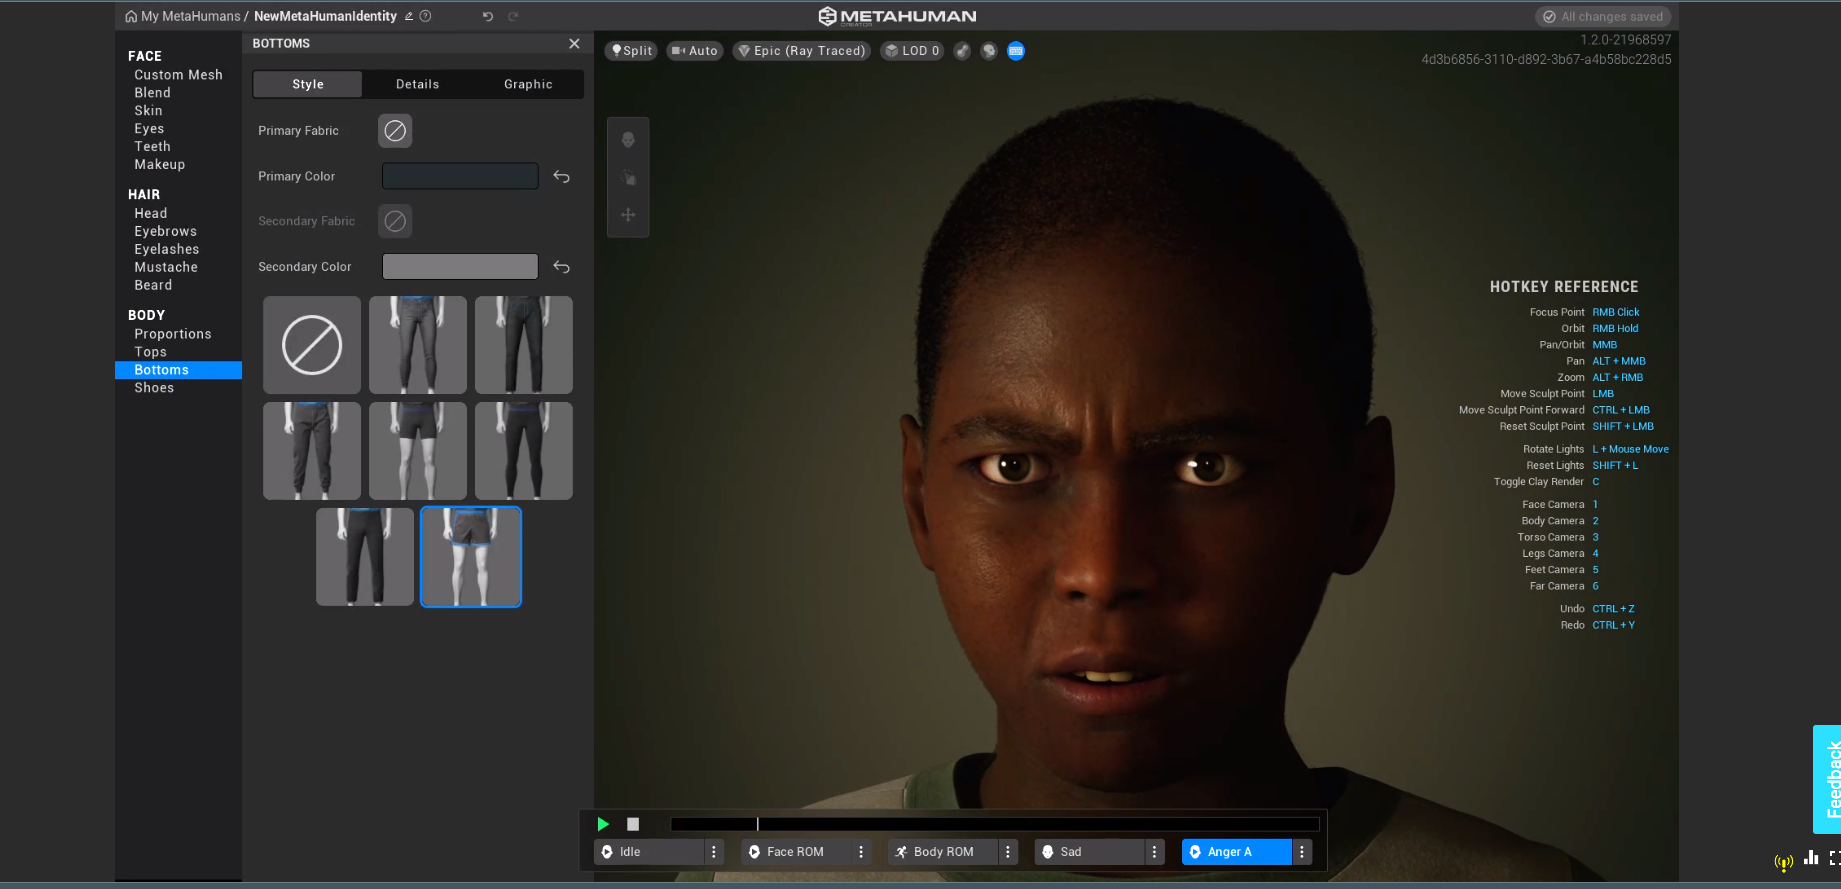 My MetaHumans / NewMetaHumanIdentity
METAHUMAN
CREATOR
All changes saved
FACE
Custom Mesh
Blend
Skin
Eyes
Teeth
Makeup
HAIR
Head
Eyebrows
Eyelashes
Mustache
Beard
BODY
Proportions
Tops
Bottoms
Shoes
BOTTOMS
Style Details Graphic
Primary Fabric
Primary Color
Secondary Fabric
Secondary Color
Split Auto Epic (Ray Traced) LOD 0
1.2.0-21968597
4d3b6856-3110-d892-3b67-a4b58bc228d5
HOTKEY REFERENCE
Focus Point RMB Click
Orbit RMB Hold
Pan/Orbit MMB
Pan ALT + MMB
Zoom ALT + RMB
Move Sculpt Point LMB
Move Sculpt Point Forward CTRL + LMB
Reset Sculpt Point SHIFT + LMB
Rotate Lights L + Mouse Move
Reset Lights SHIFT + L
Toggle Clay Render C
Face Camera 1
Body Camera 2
Torso Camera 3
Legs Camera 4
Feet Camera 5
Far Camera 6
Undo CTRL + Z
Redo CTRL + Y
Idle Face ROM Body ROM Sad Anger A
Feedback